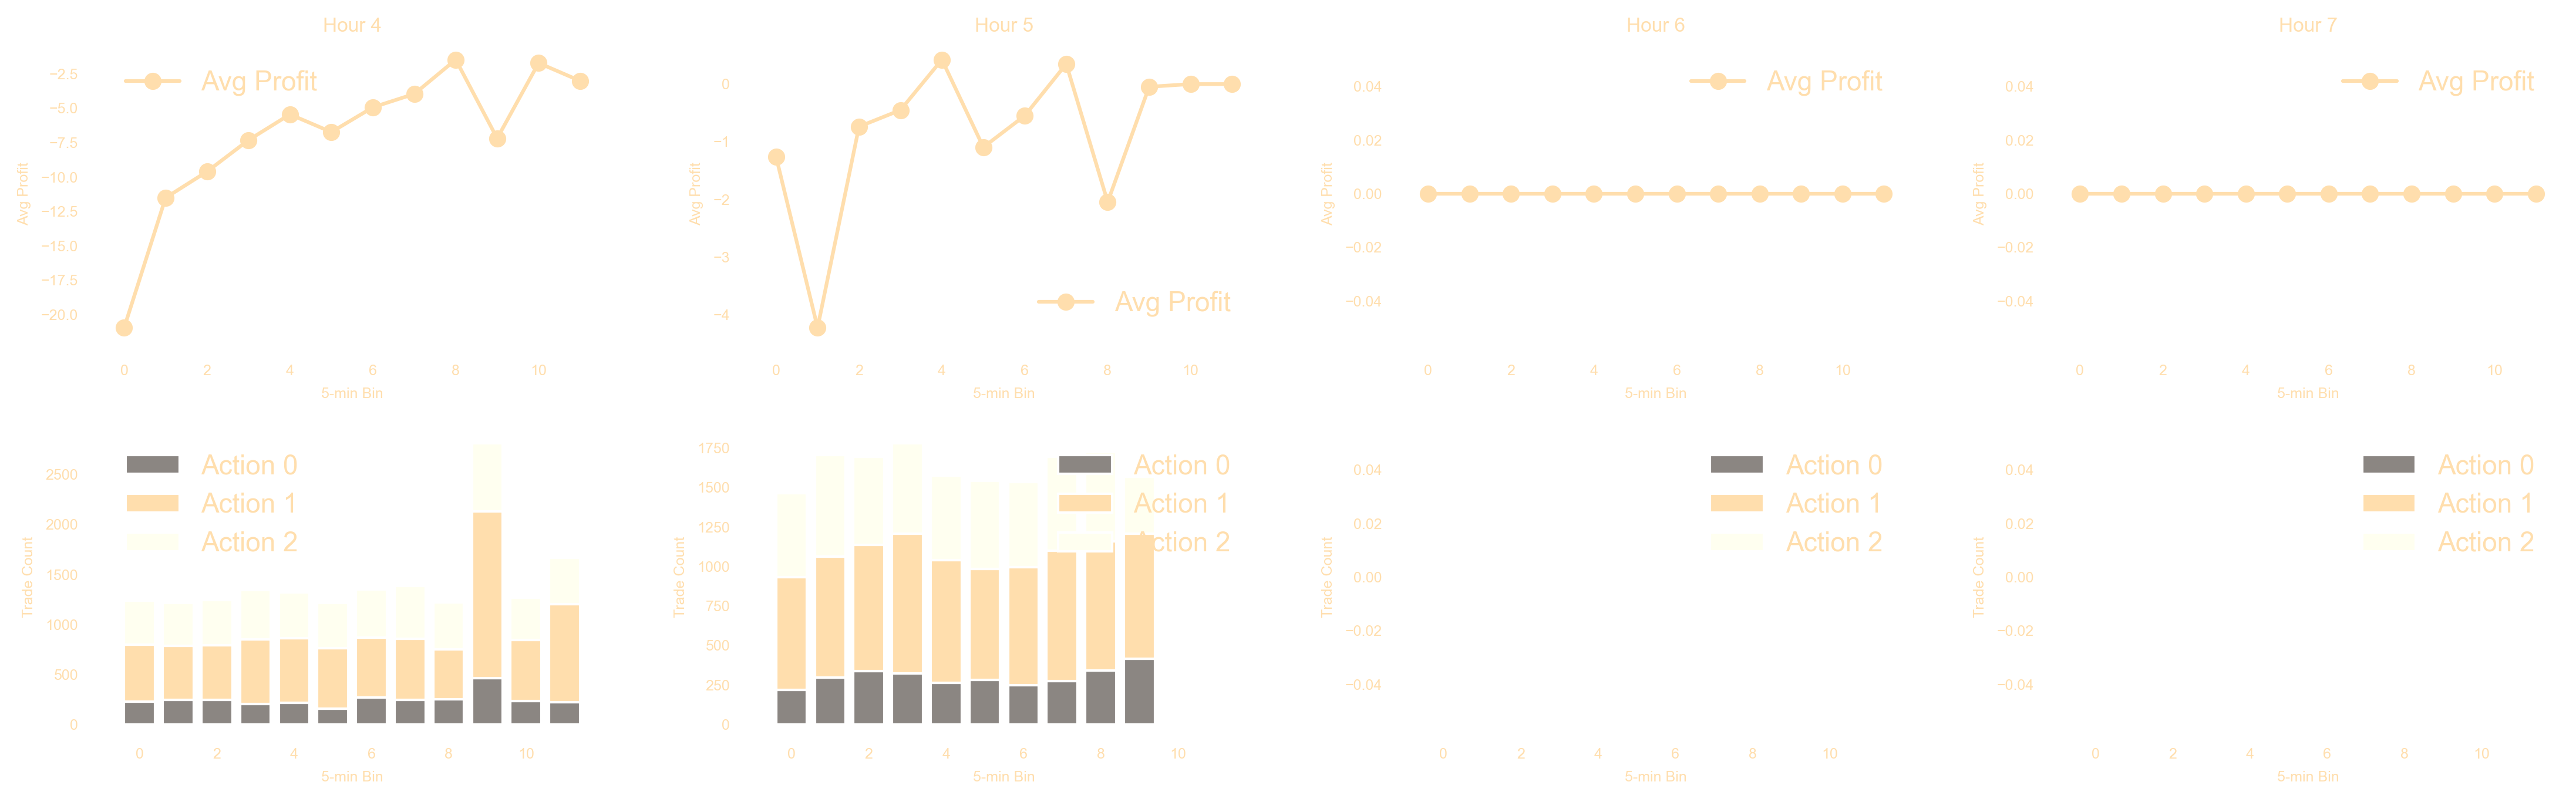 Hour 4
Avg Profit
−2.5
−5.0
−7.5
−10.0
−12.5
−15.0
−17.5
−20.0
Avg Profit
0 2 4 6 8 10
5-min Bin
Hour 5
0
−1
−2
−3
−4
Avg Profit
Avg Profit
0 2 4 6 8 10
5-min Bin
Hour 6
Avg Profit
0.04
0.02
0.00
−0.02
−0.04
Avg Profit
0 2 4 6 8 10
5-min Bin
Hour 7
Avg Profit
0.04
0.02
0.00
−0.02
−0.04
Avg Profit
0 2 4 6 8 10
5-min Bin
Action 0
Action 1
Action 2
2500
2000
1500
1000
500
0
Trade Count
0 2 4 6 8 10
5-min Bin
Action 0
Action 1
Action 2
1750
1500
1250
1000
750
500
250
0
Trade Count
0 2 4 6 8 10
5-min Bin
Action 0
Action 1
Action 2
0.04
0.02
0.00
−0.02
−0.04
Trade Count
0 2 4 6 8 10
5-min Bin
Action 0
Action 1
Action 2
0.04
0.02
0.00
−0.02
−0.04
Trade Count
0 2 4 6 8 10
5-min Bin